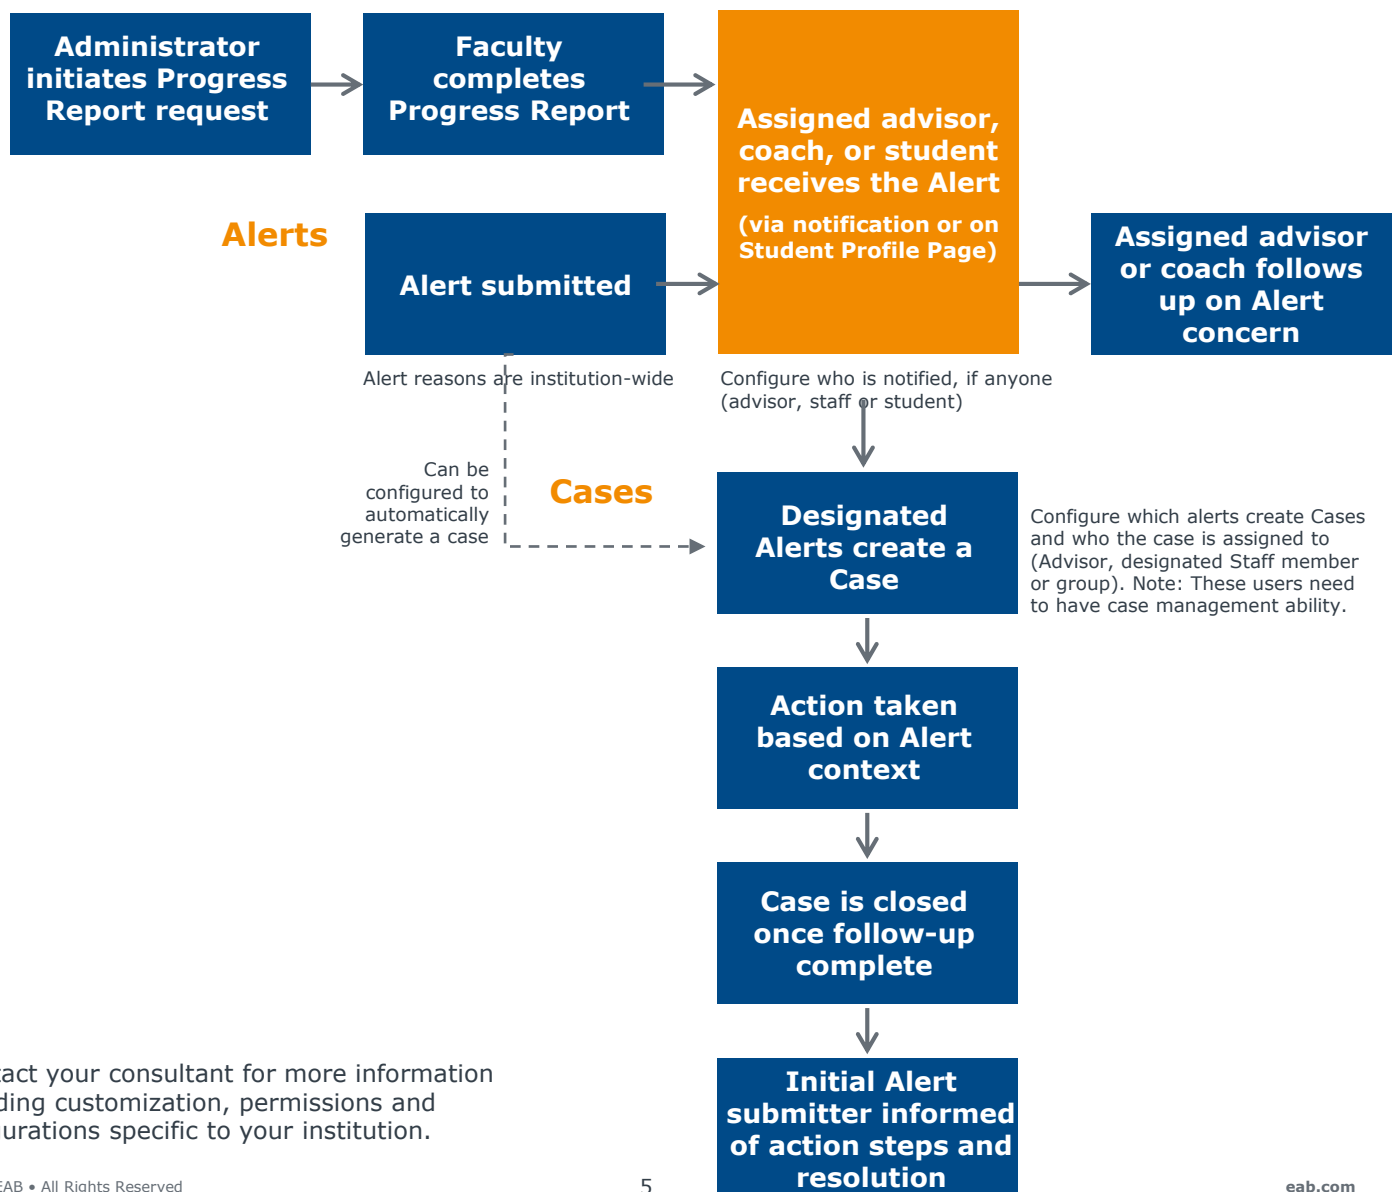 Administrator
initiates Progress
Report request
Faculty
completes
Progress Report
Assigned advisor,
coach, or student
receives the Alert
(via notification or on
Student Profile Page)
Alerts
Alert submitted
Assigned advisor
or coach follows
up on Alert
concern
Alert reasons are institution-wide
Configure who is notified, if anyone
(advisor, staff or student)
Can be
configured to
automatically
generate a case
Cases
Designated
Alerts create a
Case
Configure which alerts create Cases
and who the case is assigned to
(Advisor, designated Staff member
or group). Note: These users need
to have case management ability.
Action taken
based on Alert
context
Case is closed
once follow-up
complete
Initial Alert
submitter informed
of action steps and
resolution
tact your consultant for more information
ding customization, permissions and
gurations specific to your institution.
EAB • All Rights Reserved
5
eab.com